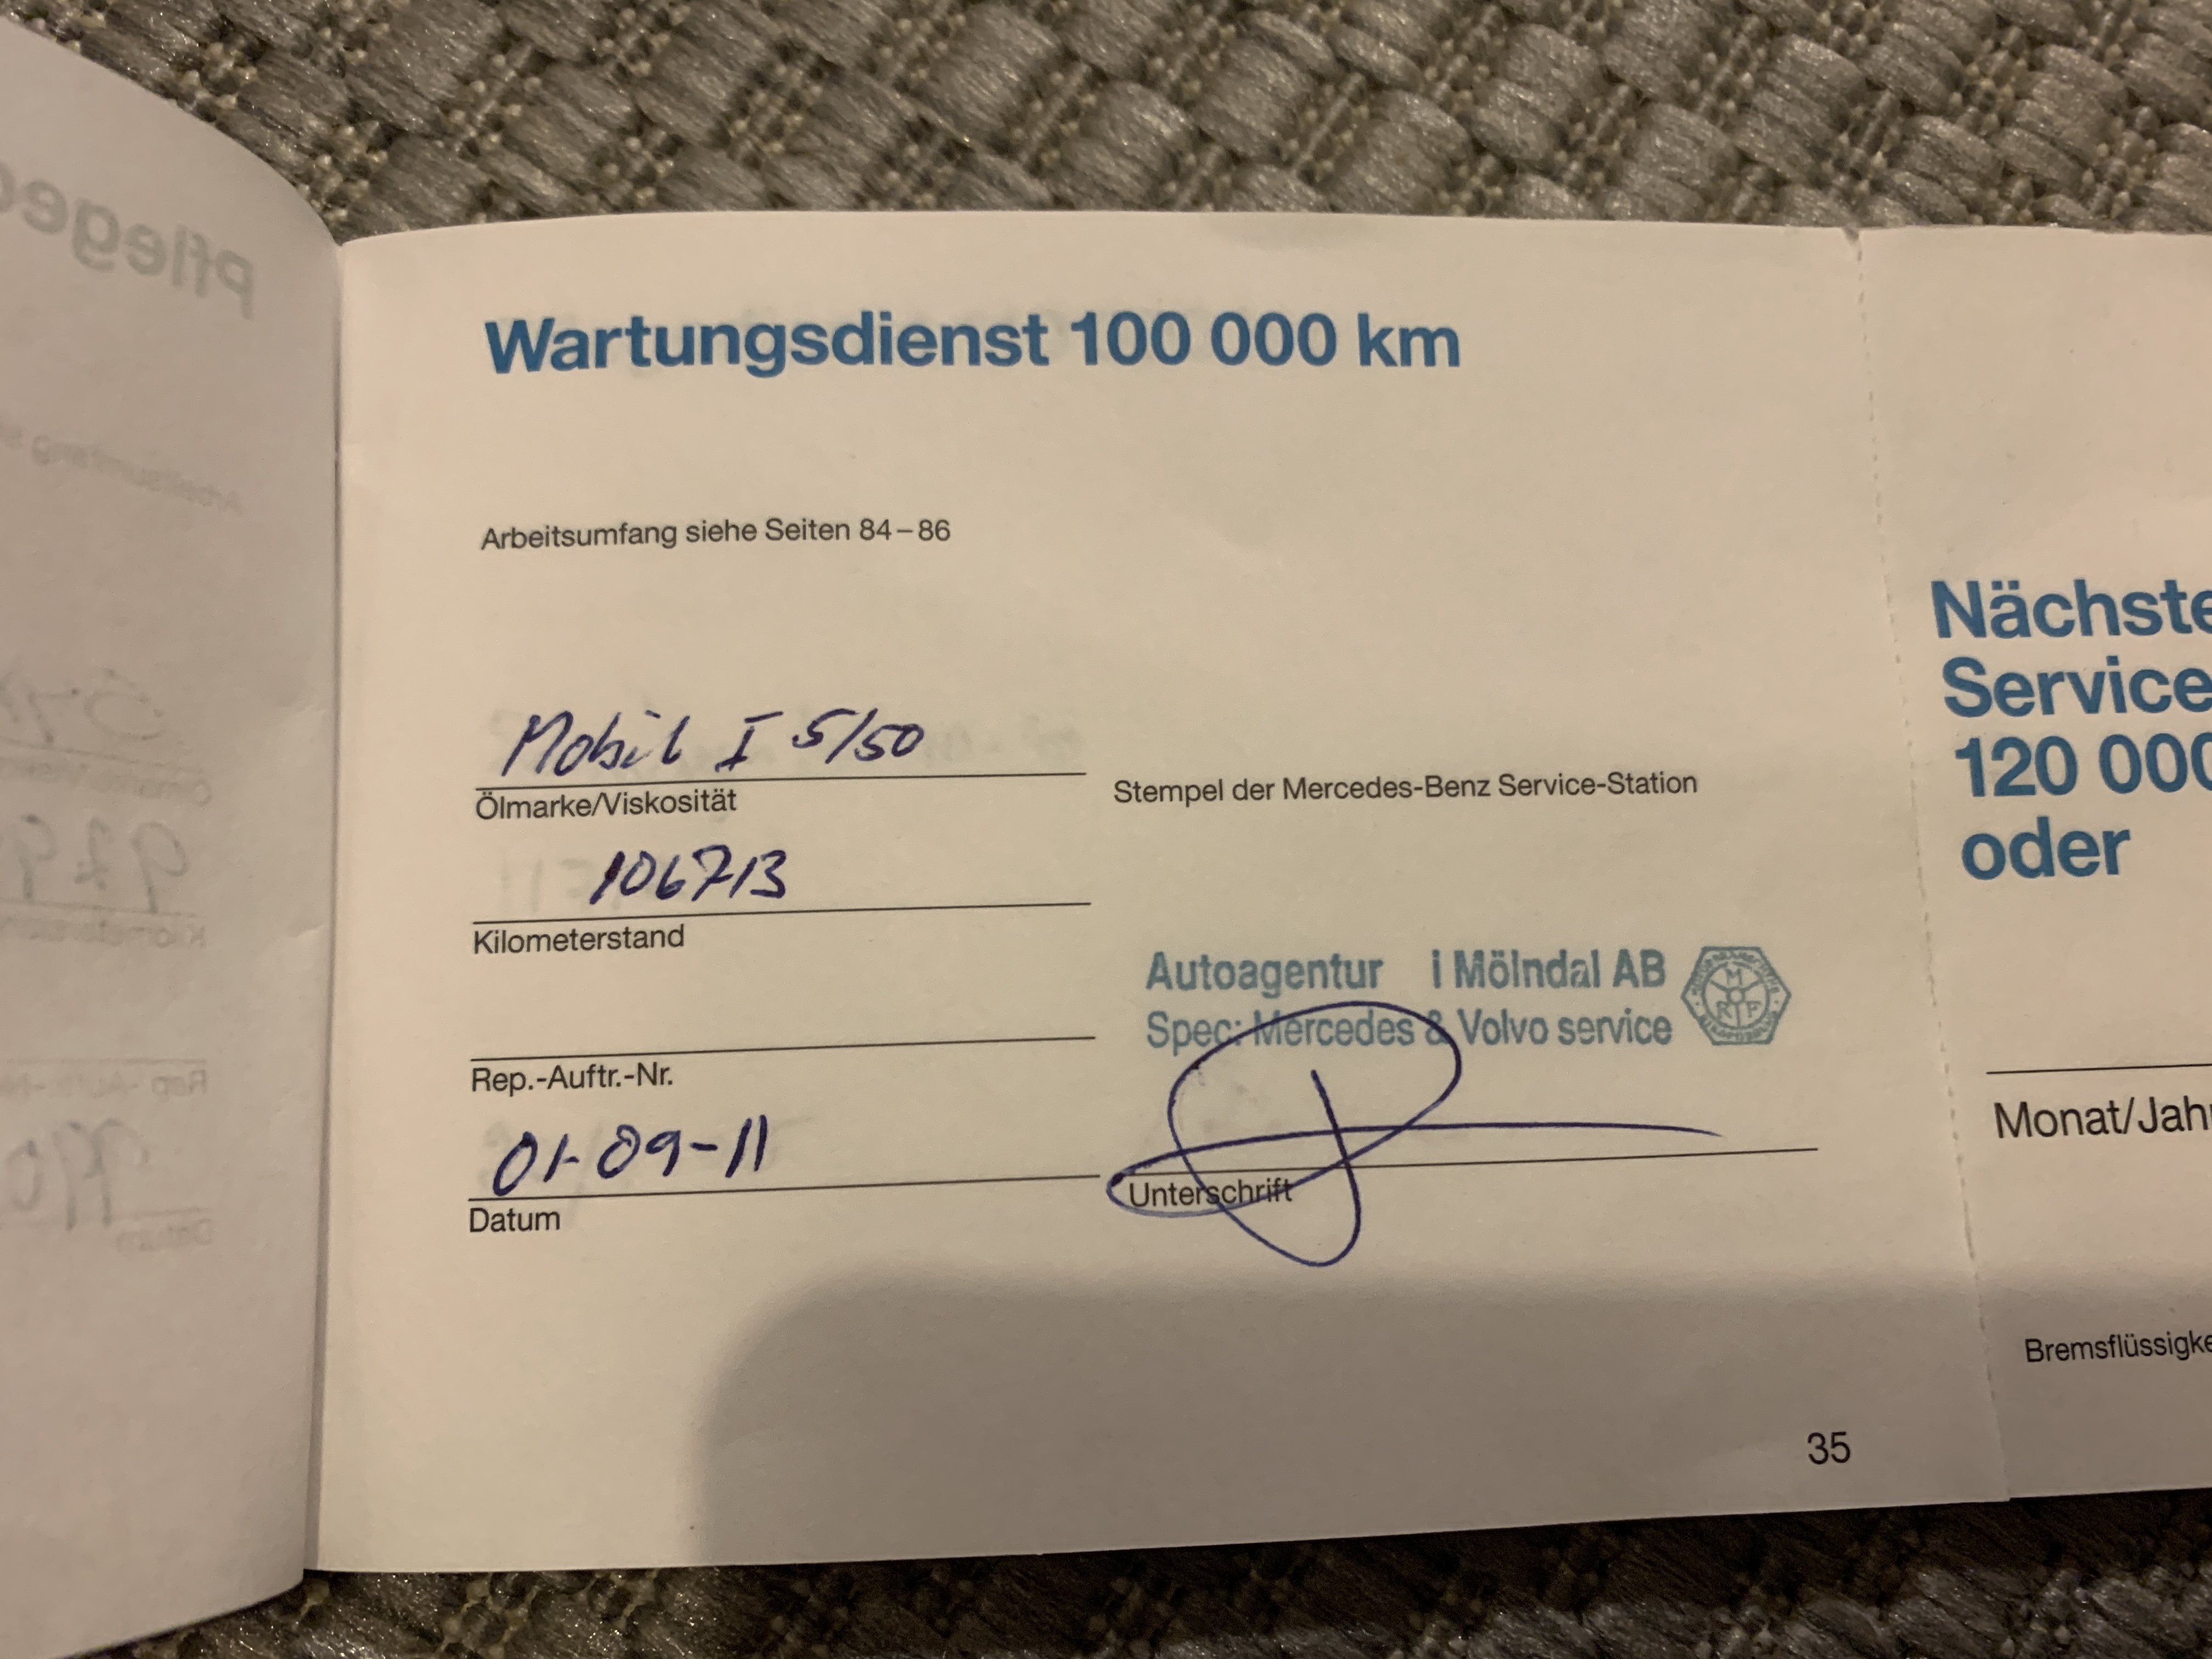 Wartungsdienst 100 000 km
Arbeitsumfang siehe Seiten 84–86
Mobil I 5/50
Ölmarke/Viskosität
Stempel der Mercedes-Benz Service-Station
106713
Kilometerstand
Autoagentur i Mölndal AB
Spec: Mercedes & Volvo service
M
R F
Rep.-Auftr.-Nr.
01-09-11
Datum
Unterschrift
35
Nächste
Service
120 000
oder
Monat/Jah
Bremsflüssigke